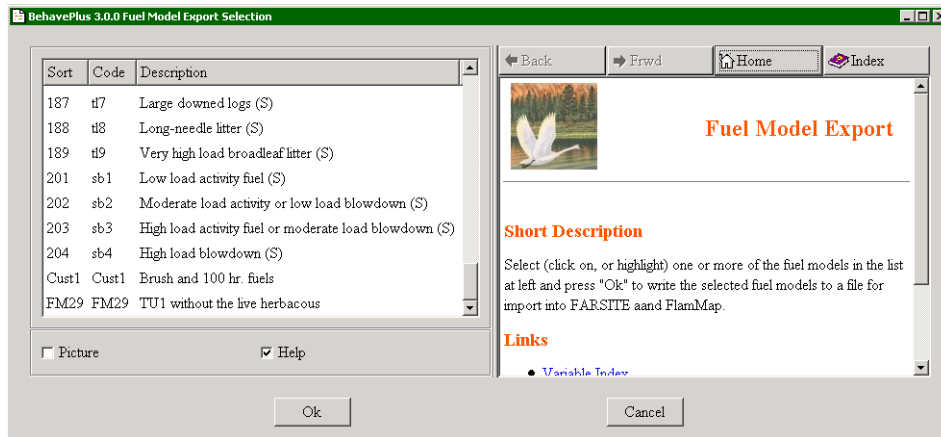 BehavePlus 3.0.0 Fuel Model Export Selection
Sort Code Description
187 tl7 Large downed logs (S)
188 tl8 Long-needle litter (S)
189 tl9 Very high load broadleaf litter (S)
201 sb1 Low load activity fuel (S)
202 sb2 Moderate load activity or low load blowdown (S)
203 sb3 High load activity fuel or moderate load blowdown (S)
204 sb4 High load blowdown (S)
Cust1 Cust1 Brush and 100 hr. fuels
FM29 FM29 TU1 without the live herbacous
Picture Help
Back Frwd Home Index
Fuel Model Export
Short Description
Select (click on, or highlight) one or more of the fuel models in the list
at left and press "Ok" to write the selected fuel models to a file for
import into FARSITE aand FlamMap.
Links
Variable Index
Ok Cancel